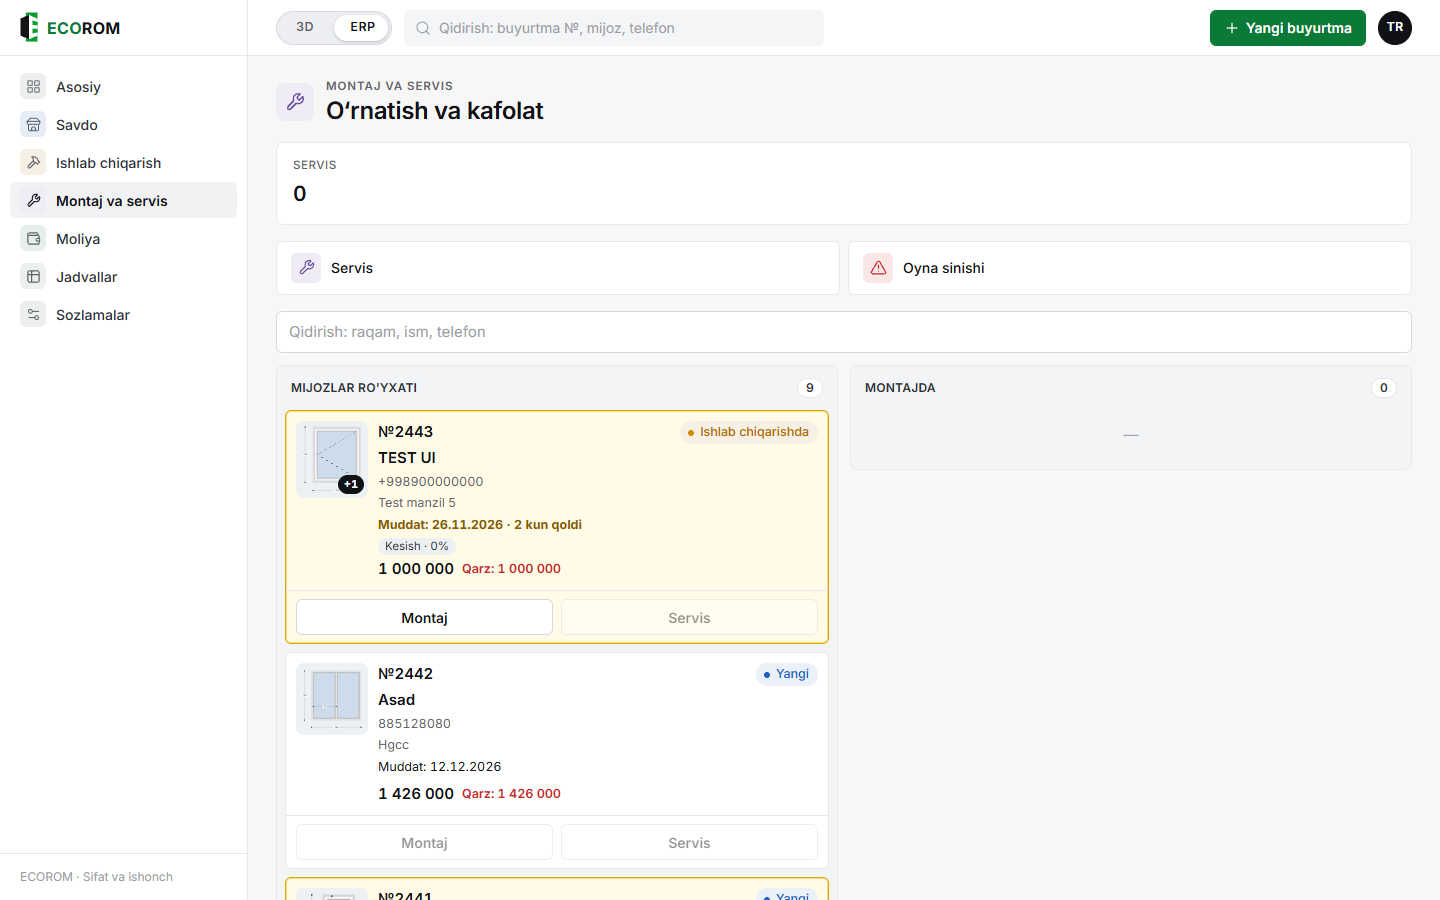 ECOROM
3D
ERP
Qidirish: buyurtma №, mijoz, telefon
+ Yangi buyurtma
TR
Asosiy
Savdo
Ishlab chiqarish
Montaj va servis
Moliya
Jadvallar
Sozlamalar
ECOROM · Sifat va ishonch
MONTAJ VA SERVIS
Oʻrnatish va kafolat
SERVIS
0
Servis
Oyna sinishi
Qidirish: raqam, ism, telefon
MIJOZLAR RO'YXATI
9
№2443
Ishlab chiqarishda
TEST UI
+998900000000
Test manzil 5
+1
Muddat: 26.11.2026 · 2 kun qoldi
Kesish · 0%
1 000 000 Qarz: 1 000 000
Montaj
Servis
№2442
Yangi
Asad
885128080
Hgcc
Muddat: 12.12.2026
1 426 000 Qarz: 1 426 000
Montaj
Servis
№2441
Yangi
MONTAJDA
0
—